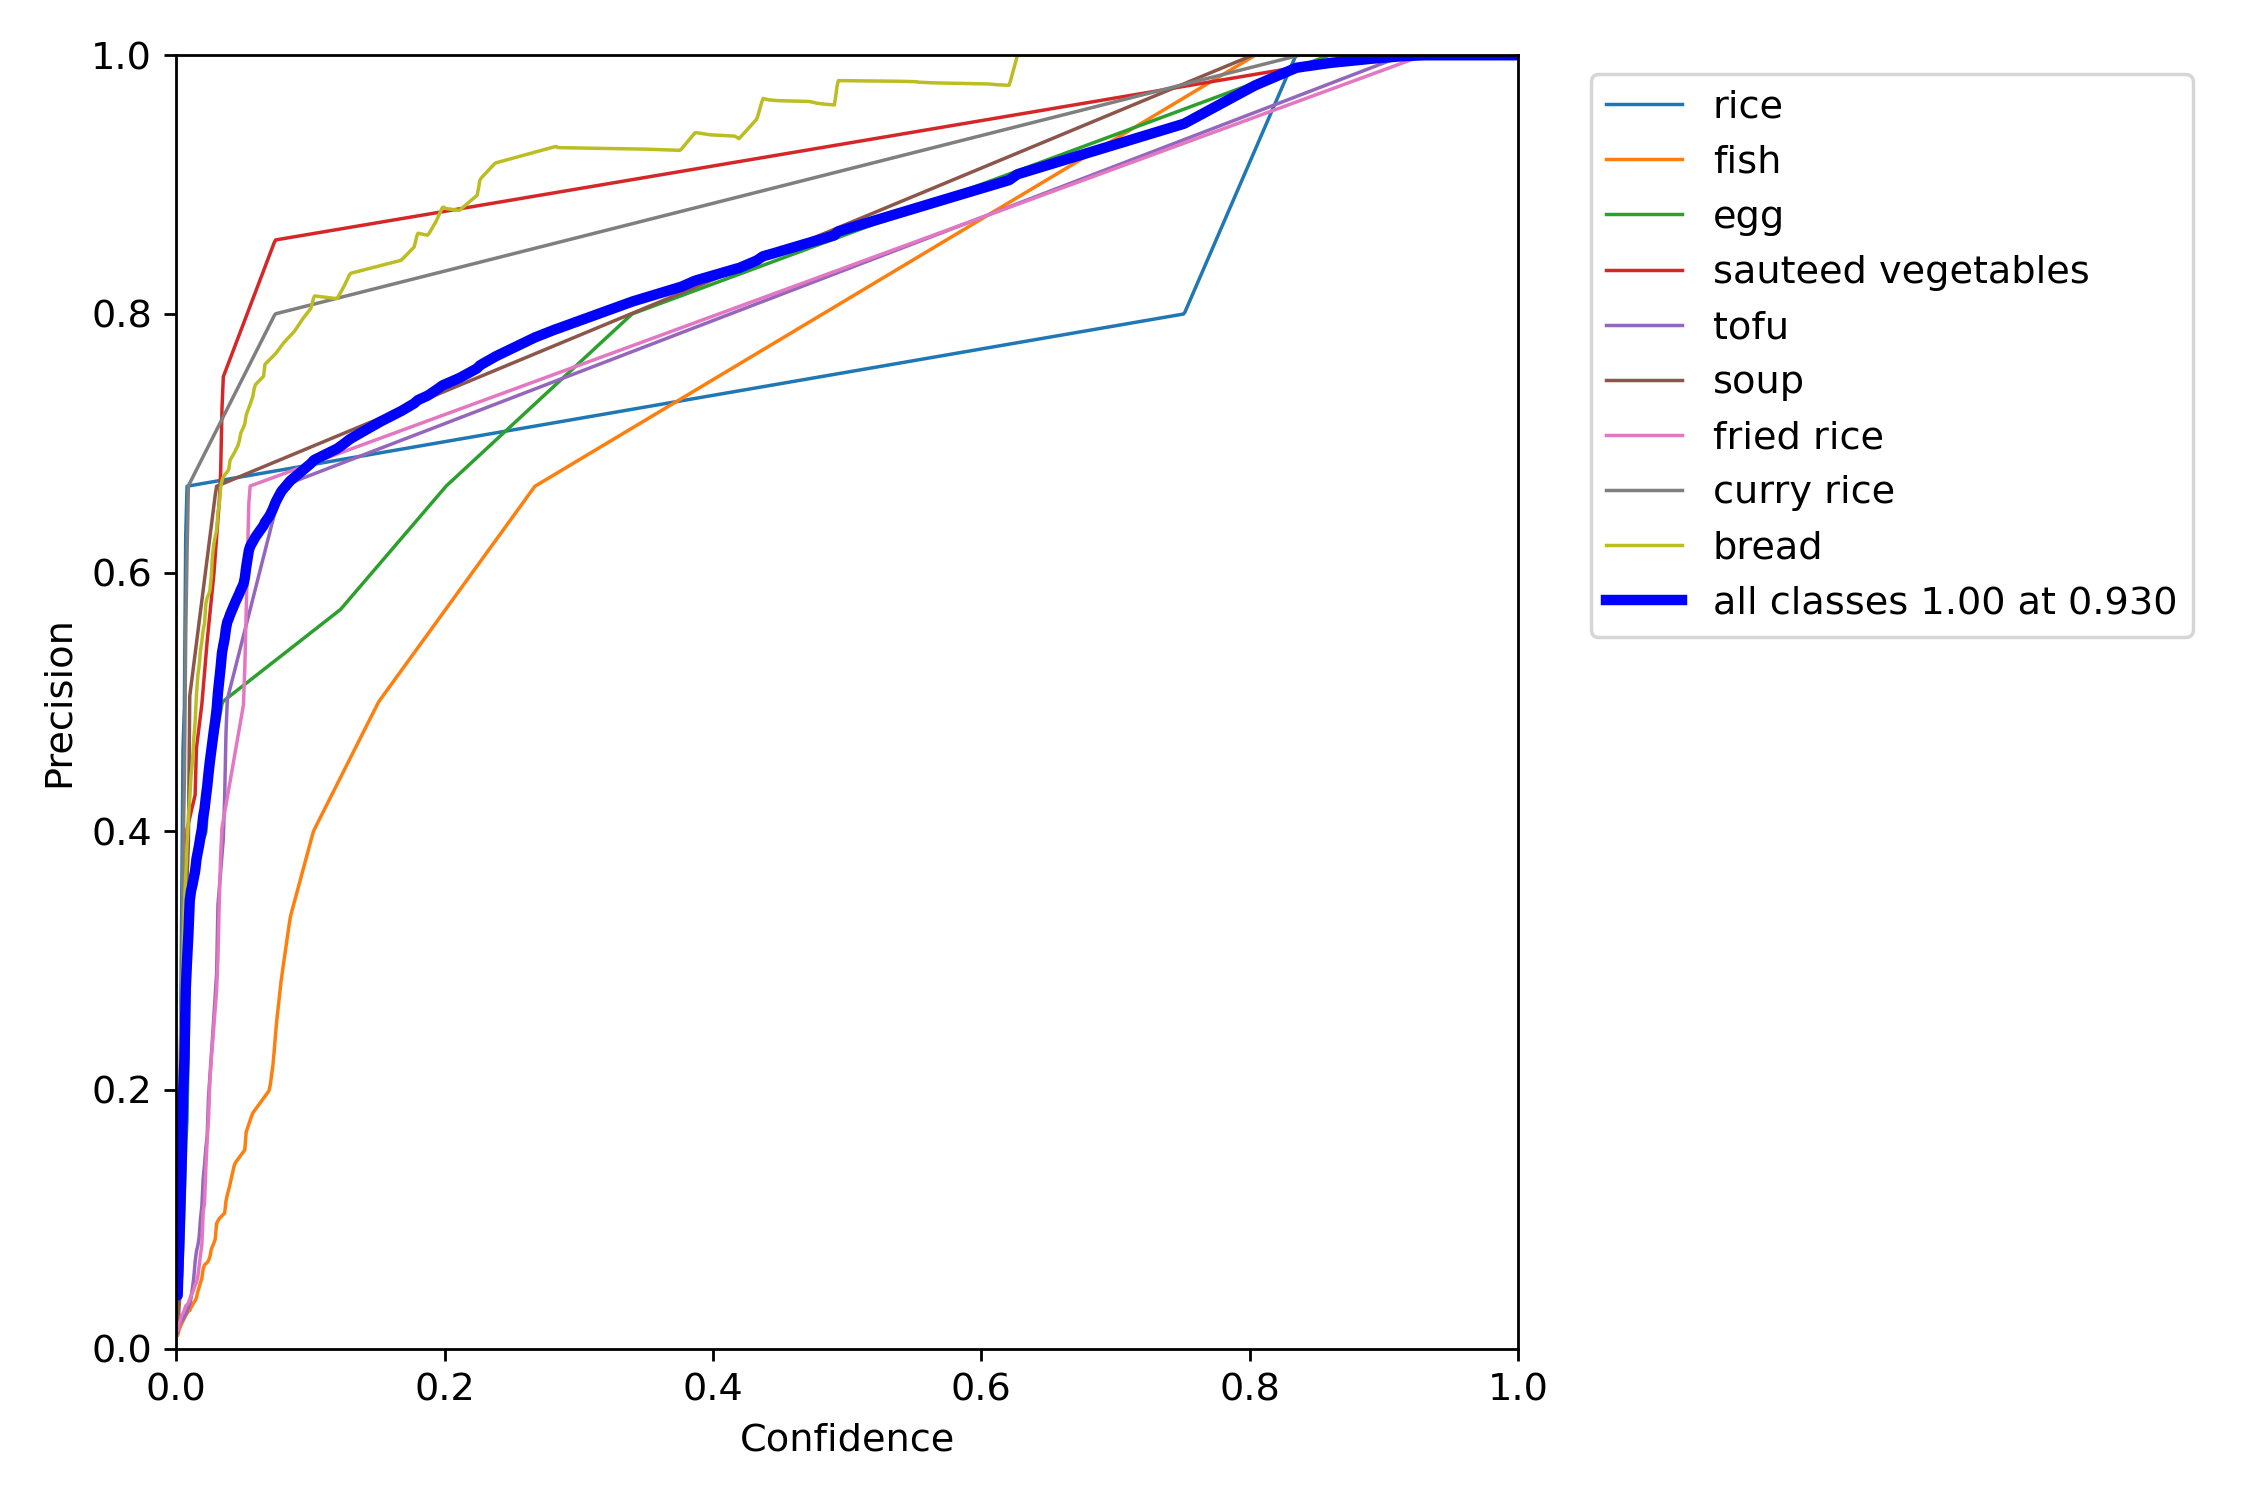 1.0
0.8
0.6
0.4
0.2
0.0
Precision
0.0 0.2 0.4 0.6 0.8 1.0
Confidence
rice
fish
egg
sauteed vegetables
tofu
soup
fried rice
curry rice
bread
all classes 1.00 at 0.930